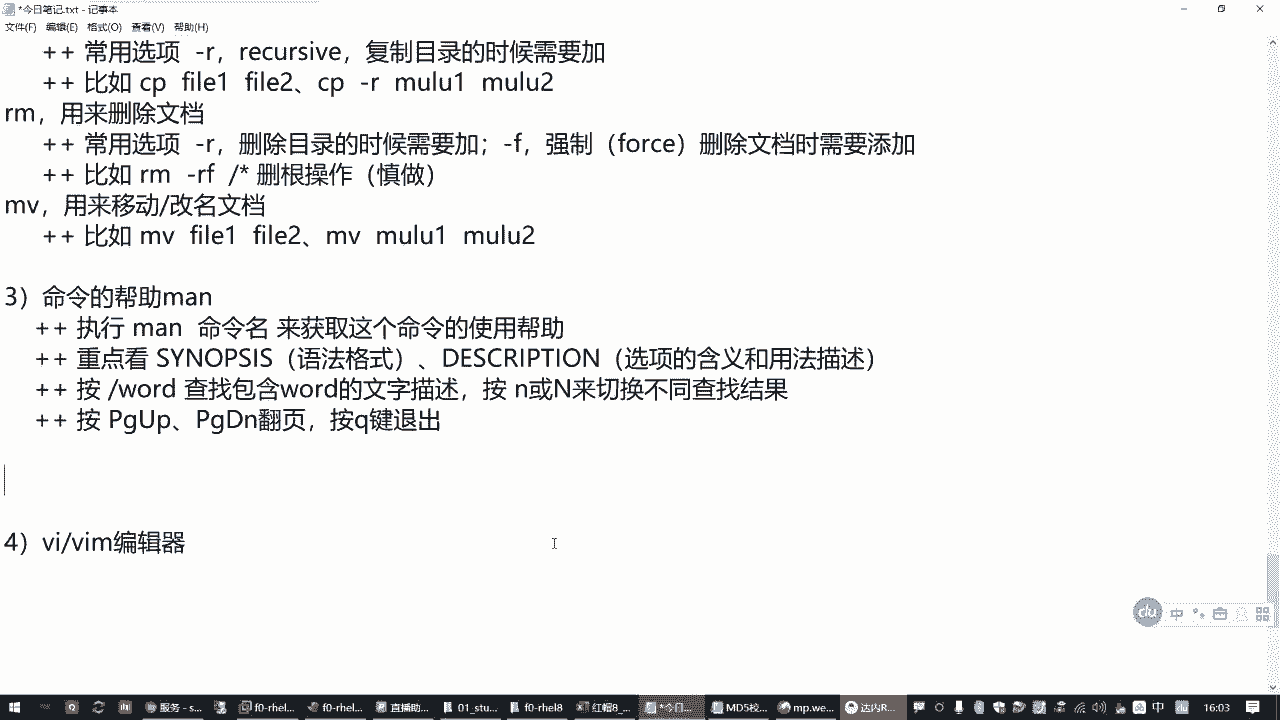 *今日笔记.txt - 记事本
文件(F) 编辑(E) 格式(O) 查看(V) 帮助(H)
++ 常用选项 -r，recursive，复制目录的时候需要加
++ 比如 cp file1 file2、cp -r mulu1 mulu2
rm，用来删除文档
++ 常用选项 -r，删除目录的时候需要加；-f，强制（force）删除文档时需要添加
++ 比如 rm -rf /* 删根操作（慎做）
mv，用来移动/改名文档
++ 比如 mv file1 file2、mv mulu1 mulu2
3）命令的帮助man
++ 执行 man 命令名 来获取这个命令的使用帮助
++ 重点看 SYNOPSIS（语法格式）、DESCRIPTION（选项的含义和用法描述）
++ 按 /word 查找包含word的文字描述，按 n或N来切换不同查找结果
++ 按 PgUp、PgDn翻页，按q键退出
4）vi/vim编辑器
du 中
服务 - s... f0-rhel... f0-rhel... 直播助... 01_stu... f0-rhel8 红帽8_... *今日... MD5校... mp.we... 达内R... 中 16:03